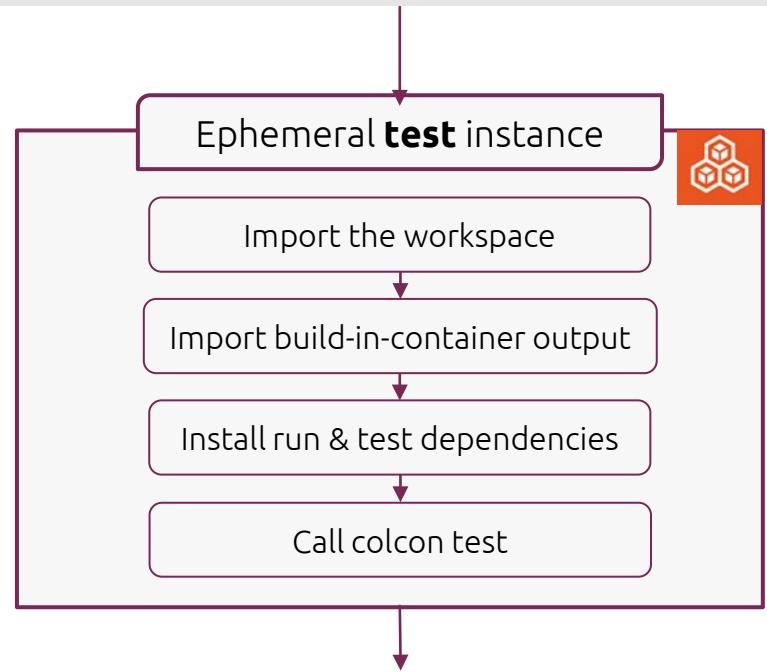 Ephemeral test instance
Import the workspace
Import build-in-container output
Install run & test dependencies
Call colcon test